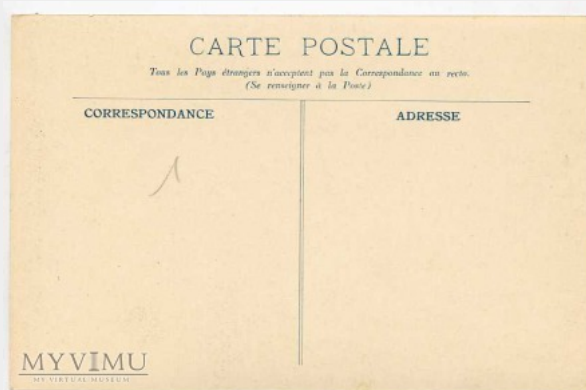 CARTE POSTALE
Tous les Pays étrangers n'acceptent pas la Correspondance au recto.
(Se renseigner à la Poste)
CORRESPONDANCE
ADRESSE
1
MYVIMU
MY VIRTUAL MUSEUM